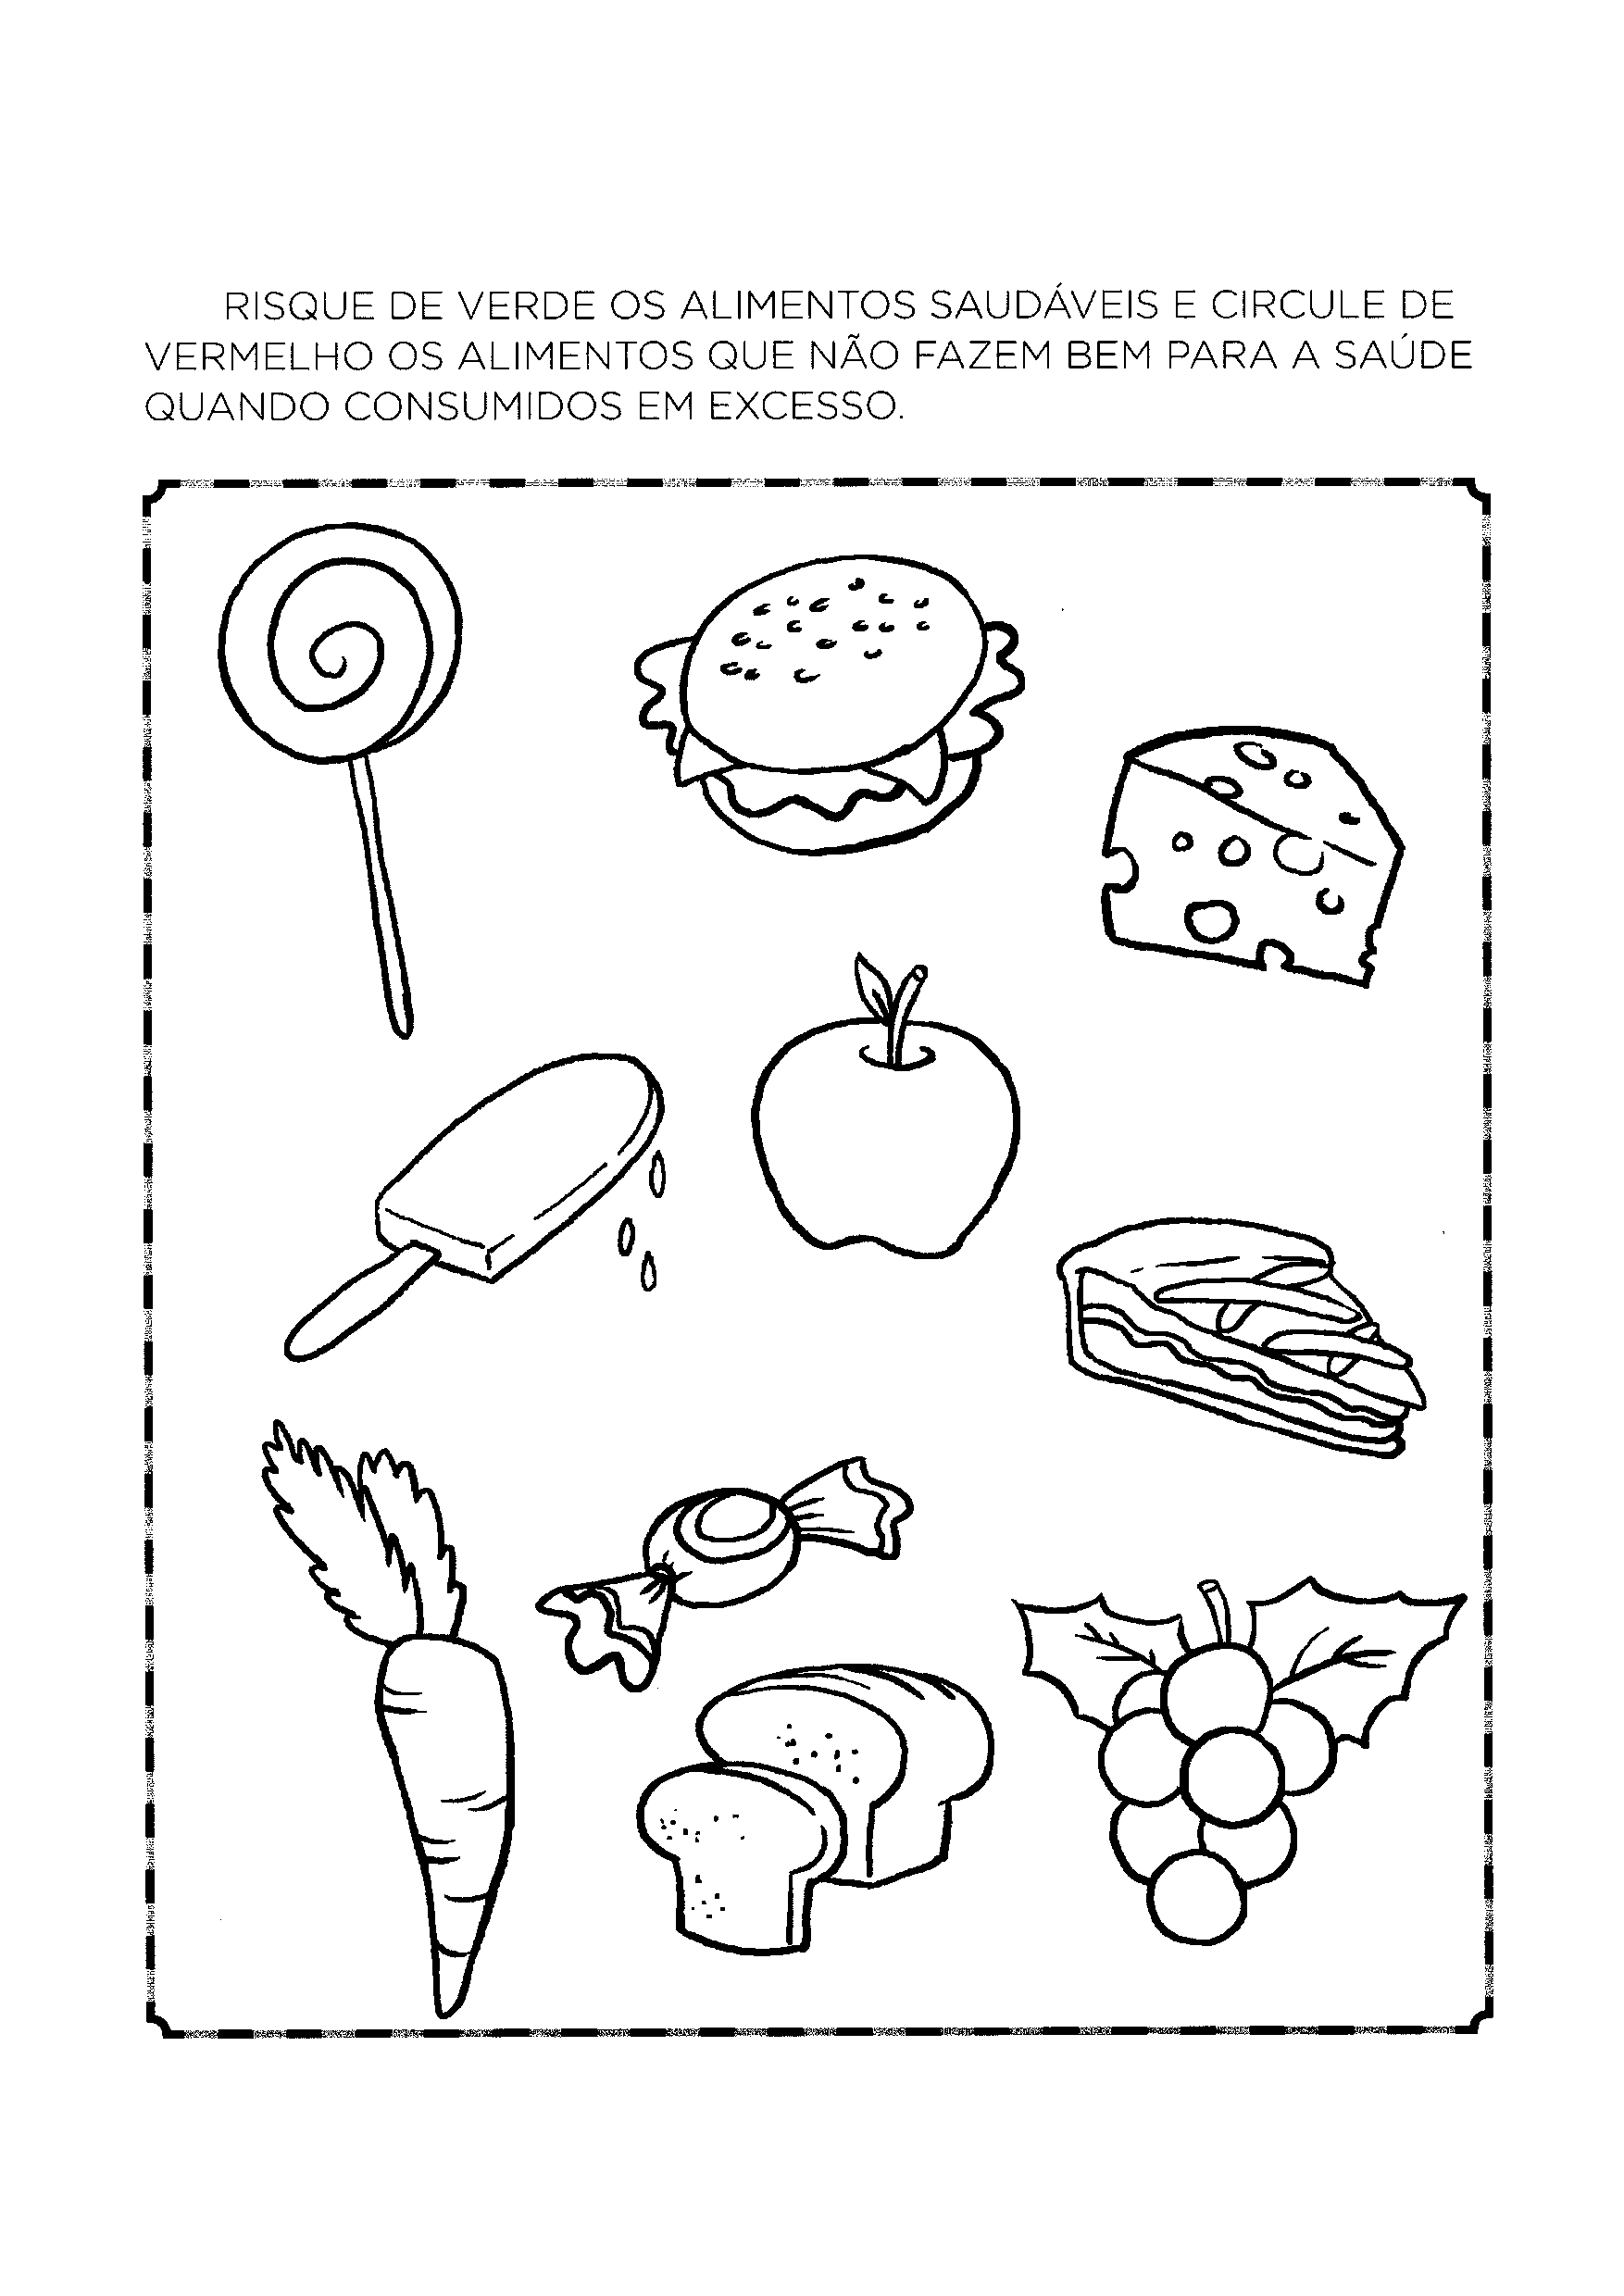 RISQUE DE VERDE OS ALIMENTOS SAUDÁVEIS E CIRCULE DE
VERMELHO OS ALIMENTOS QUE NÃO FAZEM BEM PARA A SAÚDE
QUANDO CONSUMIDOS EM EXCESSO.